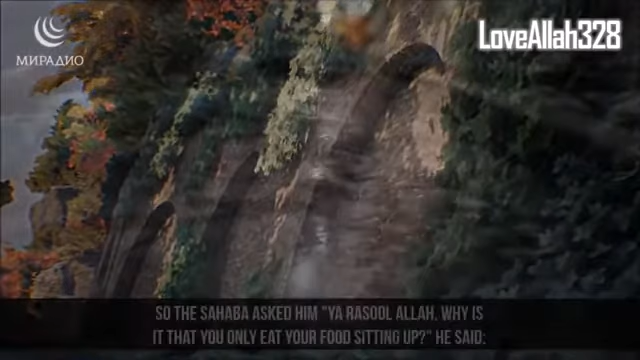 МИРАДИО
LoveAllah328
SO THE SAHABA ASKED HIM "YA RASOOL ALLAH, WHY IS
IT THAT YOU ONLY EAT YOUR FOOD SITTING UP?" HE SAID: